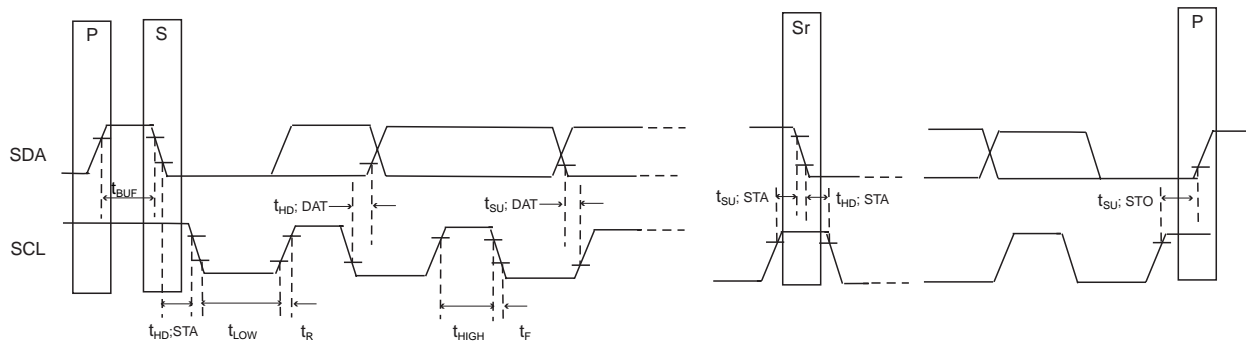 P
S
Sr
P
SDA
tBUF
tHD; DAT
tSU; DAT
tSU; STA
tHD; STA
tSU; STO
SCL
tHD;STA
tLOW
tR
tHIGH
tF